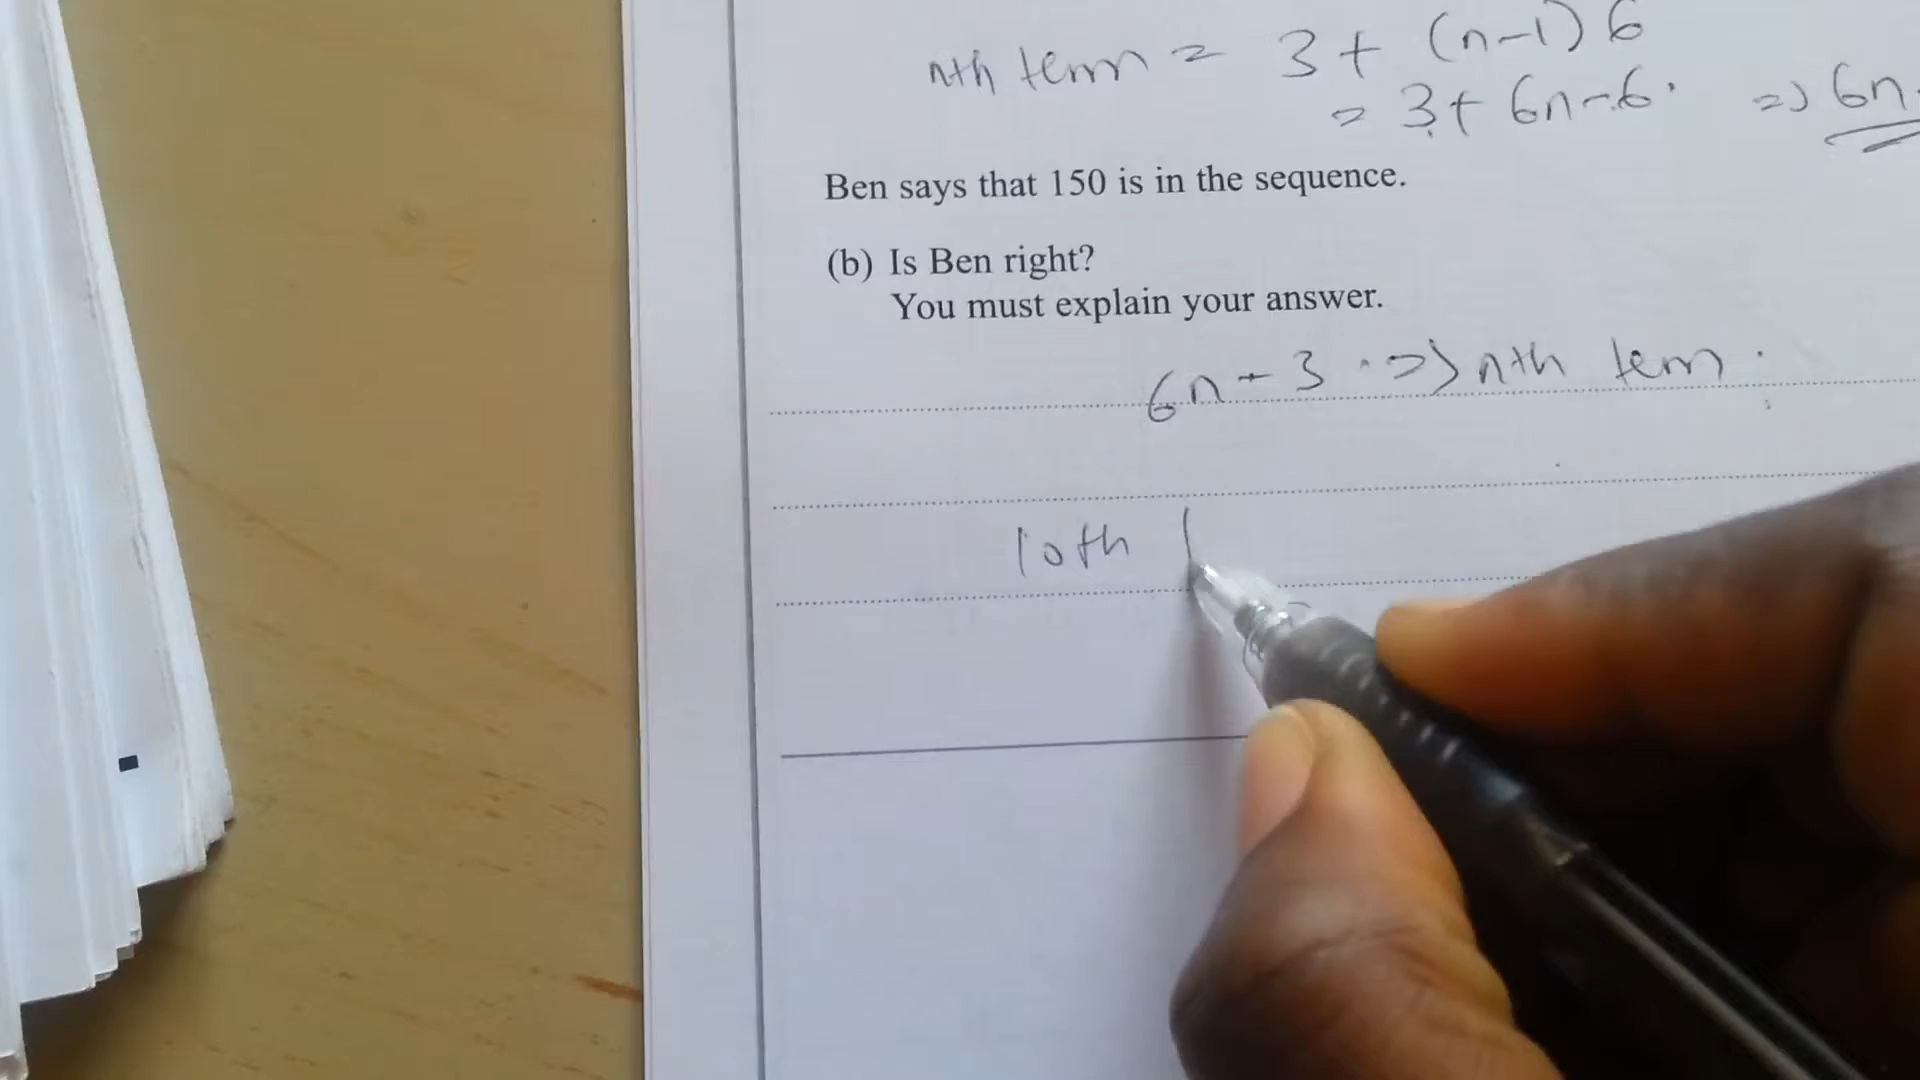 nth term = 3 + (n-1) 6
= 3 + 6n - 6. => 6n
Ben says that 150 is in the sequence.
(b) Is Ben right?
You must explain your answer.
6n - 3 . => nth term.
10th